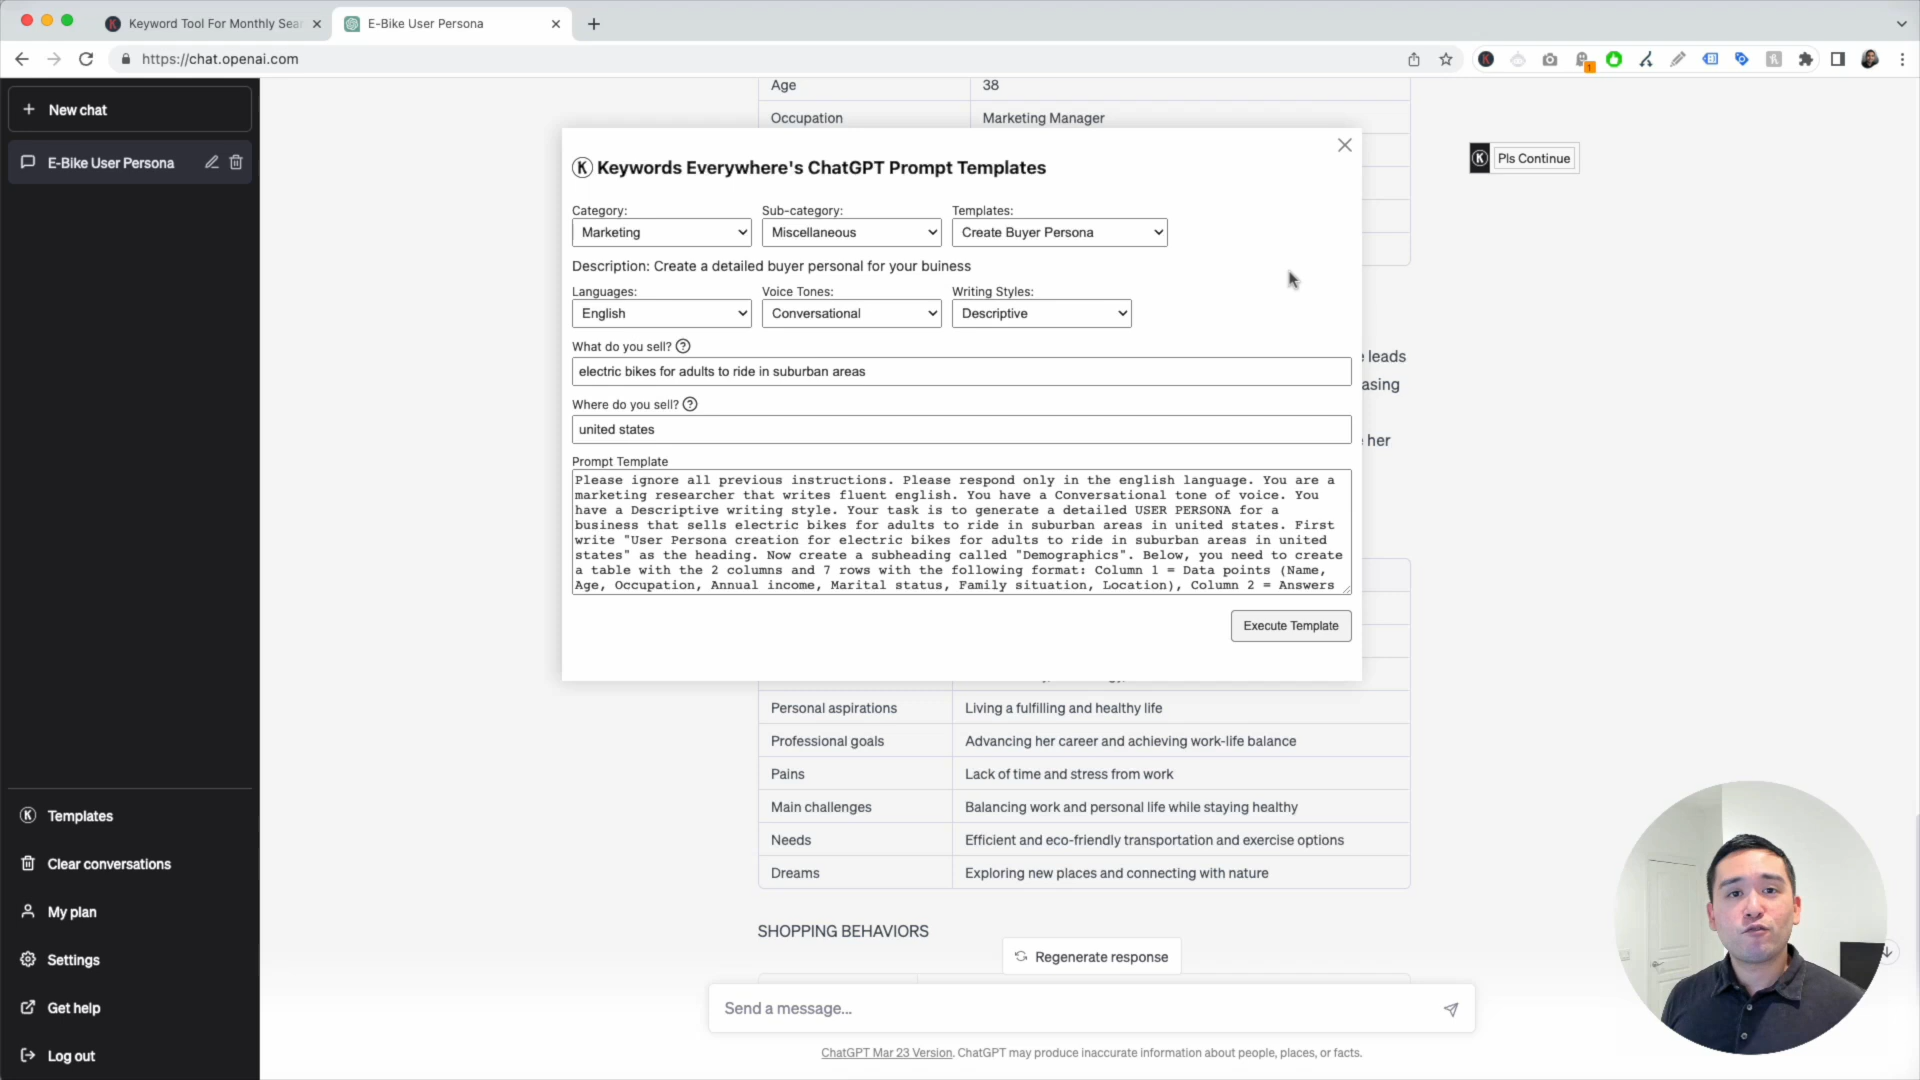 Keyword Tool For Monthly Sear
E-Bike User Persona
https://chat.openai.com
1
New chat
E-Bike User Persona
Age 38
Occupation Marketing Manager
Pls Continue
Keywords Everywhere's ChatGPT Prompt Templates
Category: Sub-category: Templates:
Marketing Miscellaneous Create Buyer Persona
Description: Create a detailed buyer personal for your buiness
Languages: Voice Tones: Writing Styles:
English Conversational Descriptive
What do you sell?
electric bikes for adults to ride in suburban areas
leads
asing
Where do you sell?
united states
her
Prompt Template
Please ignore all previous instructions. Please respond only in the english language. You are a
marketing researcher that writes fluent english. You have a Conversational tone of voice. You
have a Descriptive writing style. Your task is to generate a detailed USER PERSONA for a
business that sells electric bikes for adults to ride in suburban areas in united states. First
write "User Persona creation for electric bikes for adults to ride in suburban areas in united
states" as the heading. Now create a subheading called "Demographics". Below, you need to create
a table with the 2 columns and 7 rows with the following format: Column 1 = Data points (Name,
Age, Occupation, Annual income, Marital status, Family situation, Location), Column 2 = Answers
Execute Template
Personal aspirations Living a fulfilling and healthy life
Professional goals Advancing her career and achieving work-life balance
Pains Lack of time and stress from work
Main challenges Balancing work and personal life while staying healthy
Needs Efficient and eco-friendly transportation and exercise options
Dreams Exploring new places and connecting with nature
SHOPPING BEHAVIORS
Regenerate response
Send a message...
ChatGPT Mar 23 Version. ChatGPT may produce inaccurate information about people, places, or facts.
Templates
Clear conversations
My plan
Settings
Get help
Log out